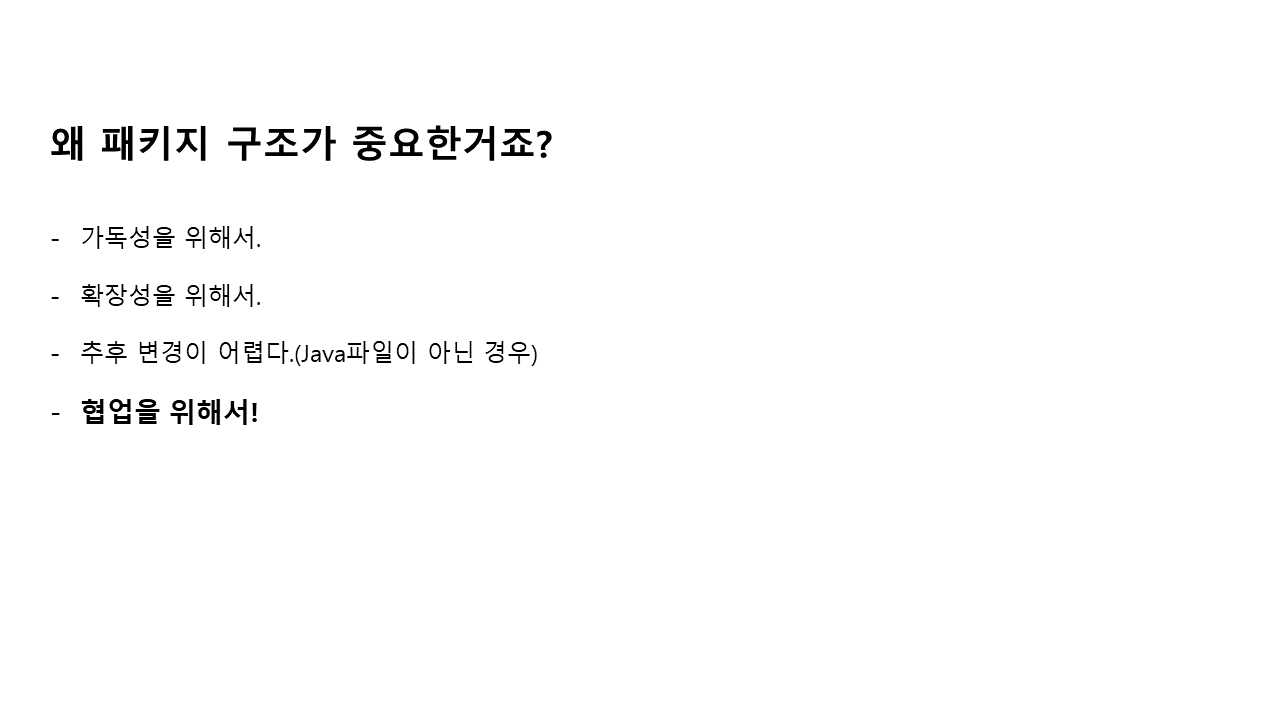 왜 패키지 구조가 중요한거죠?
- 가독성을 위해서.
- 확장성을 위해서.
- 추후 변경이 어렵다.(Java파일이 아닌 경우)
- 협업을 위해서!